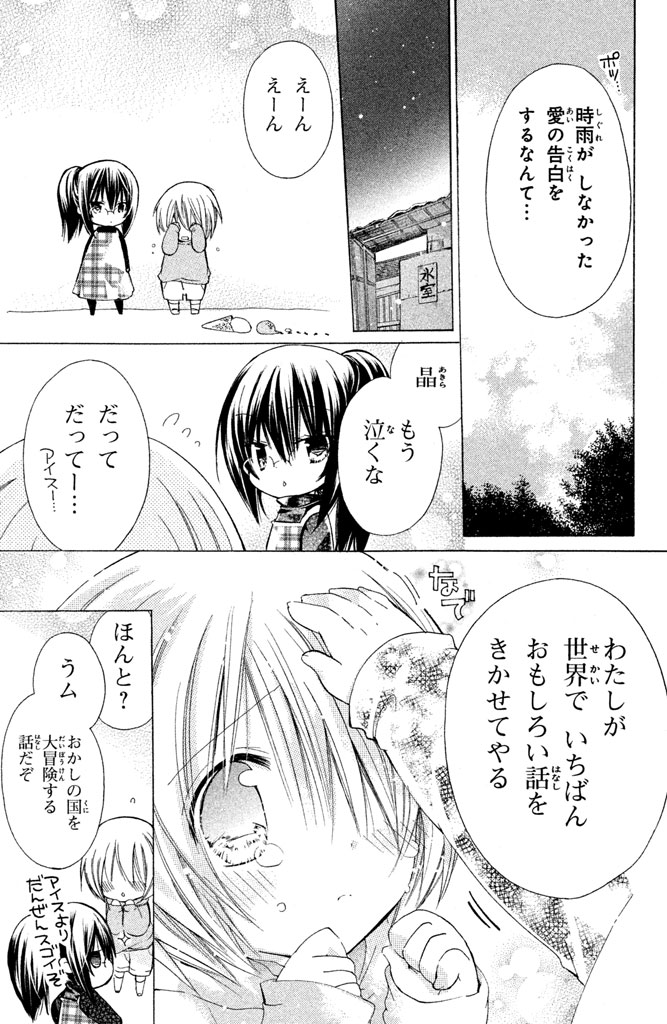 ポッ…
時雨が しなかった
愛の告白を
するなんて…
氷室
えーん
えーん
晶
もう
泣くな
だって
だってー…
アイスー…
なで
わたしが
世界で いちばん
おもしろい話を
きかせてやる
ほんと?
うム
おかしの国を
大冒険する
話だぞ
アイスより
だんぜんスゴイぞ